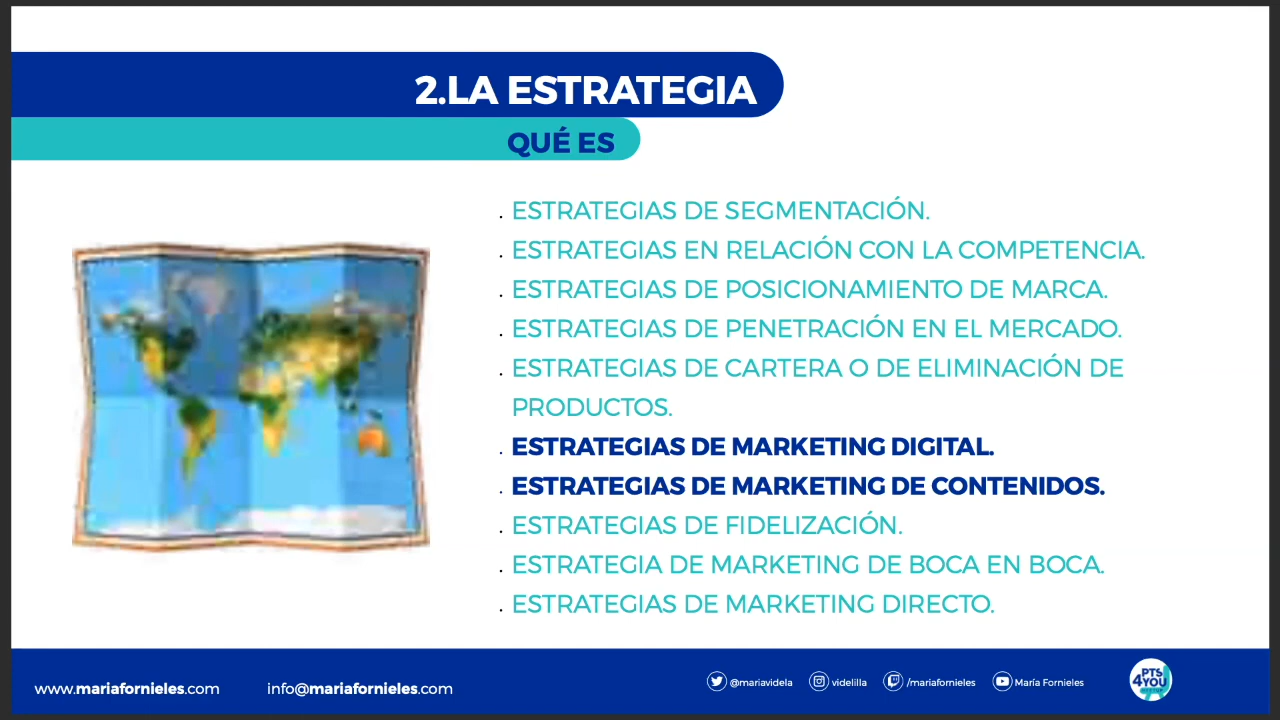 2.LA ESTRATEGIA
QUÉ ES
. ESTRATEGIAS DE SEGMENTACIÓN.
. ESTRATEGIAS EN RELACIÓN CON LA COMPETENCIA.
. ESTRATEGIAS DE POSICIONAMIENTO DE MARCA.
. ESTRATEGIAS DE PENETRACIÓN EN EL MERCADO.
. ESTRATEGIAS DE CARTERA O DE ELIMINACIÓN DE
PRODUCTOS.
. ESTRATEGIAS DE MARKETING DIGITAL.
. ESTRATEGIAS DE MARKETING DE CONTENIDOS.
. ESTRATEGIAS DE FIDELIZACIÓN.
. ESTRATEGIA DE MARKETING DE BOCA EN BOCA.
. ESTRATEGIAS DE MARKETING DIRECTO.
www.mariafornieles.com info@mariafornieles.com @mariavidela videlilla /mariafornieles María Fornieles
PTS
4YOU